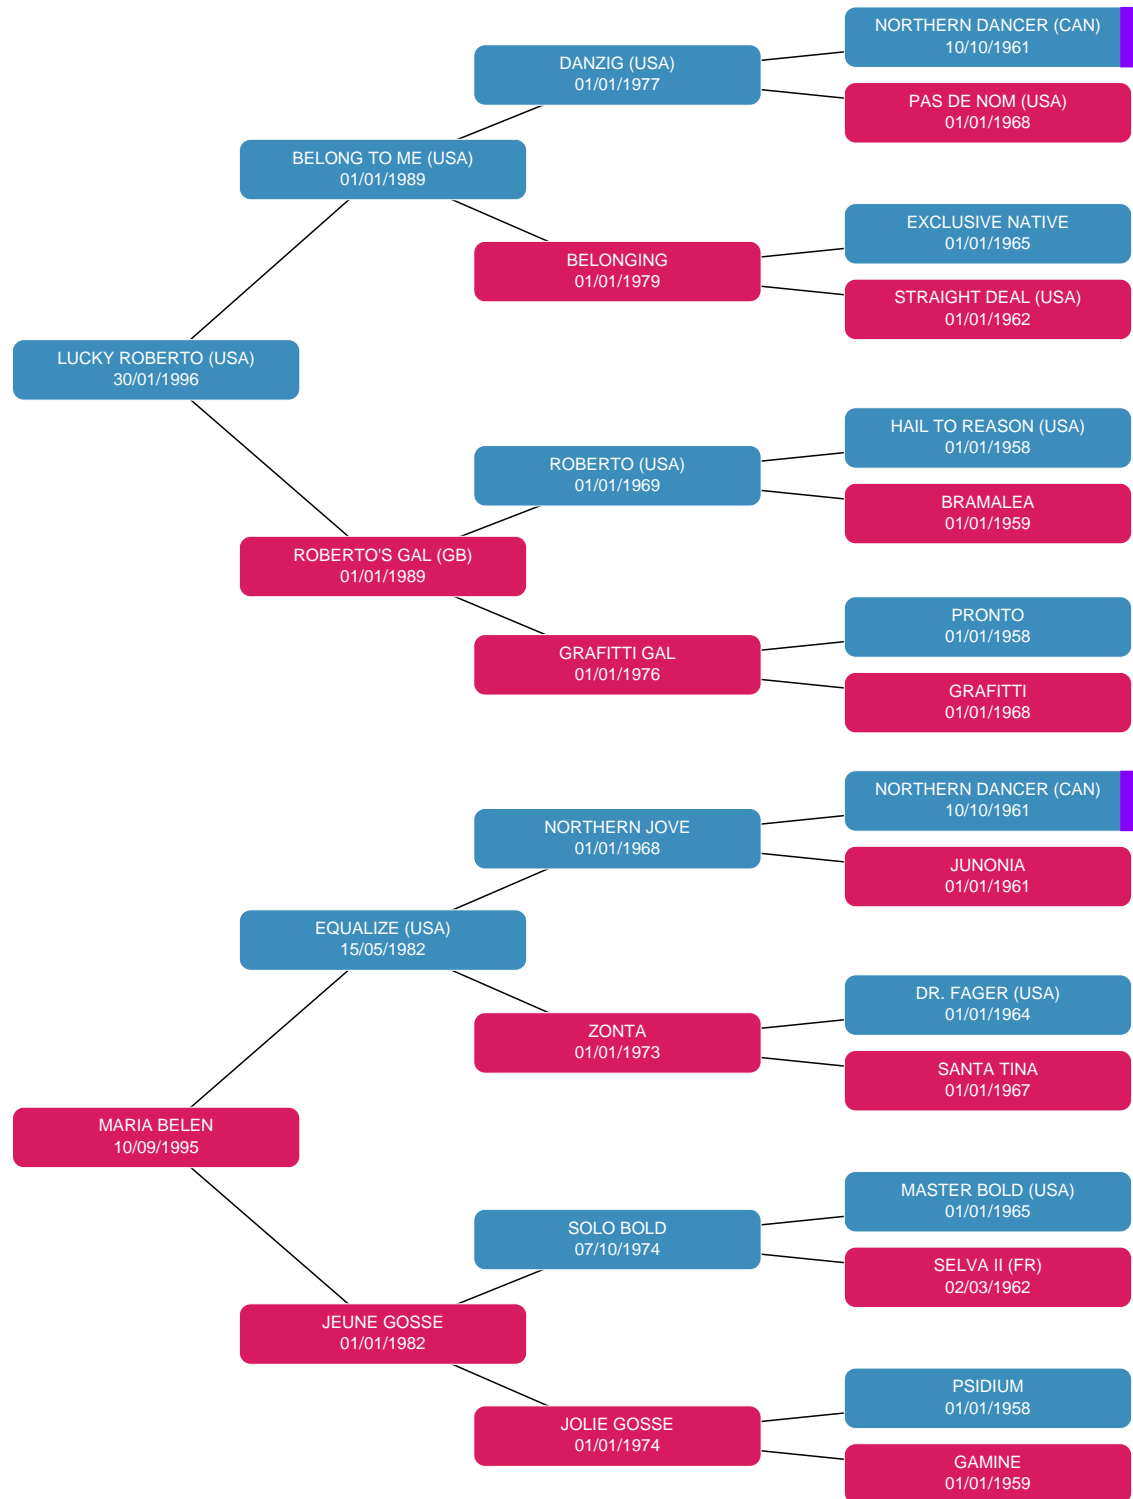 NORTHERN DANCER (CAN)
10/10/1961
DANZIG (USA)
01/01/1977
PAS DE NOM (USA)
01/01/1968
BELONG TO ME (USA)
01/01/1989
EXCLUSIVE NATIVE
01/01/1965
BELONGING
01/01/1979
STRAIGHT DEAL (USA)
01/01/1962
LUCKY ROBERTO (USA)
30/01/1996
HAIL TO REASON (USA)
01/01/1958
ROBERTO (USA)
01/01/1969
BRAMALEA
01/01/1959
ROBERTO'S GAL (GB)
01/01/1989
PRONTO
01/01/1958
GRAFITTI GAL
01/01/1976
GRAFITTI
01/01/1968
NORTHERN DANCER (CAN)
10/10/1961
NORTHERN JOVE
01/01/1968
JUNONIA
01/01/1961
EQUALIZE (USA)
15/05/1982
DR. FAGER (USA)
01/01/1964
ZONTA
01/01/1973
SANTA TINA
01/01/1967
MARIA BELEN
10/09/1995
MASTER BOLD (USA)
01/01/1965
SOLO BOLD
07/10/1974
SELVA II (FR)
02/03/1962
JEUNE GOSSE
01/01/1982
PSIDIUM
01/01/1958
JOLIE GOSSE
01/01/1974
GAMINE
01/01/1959